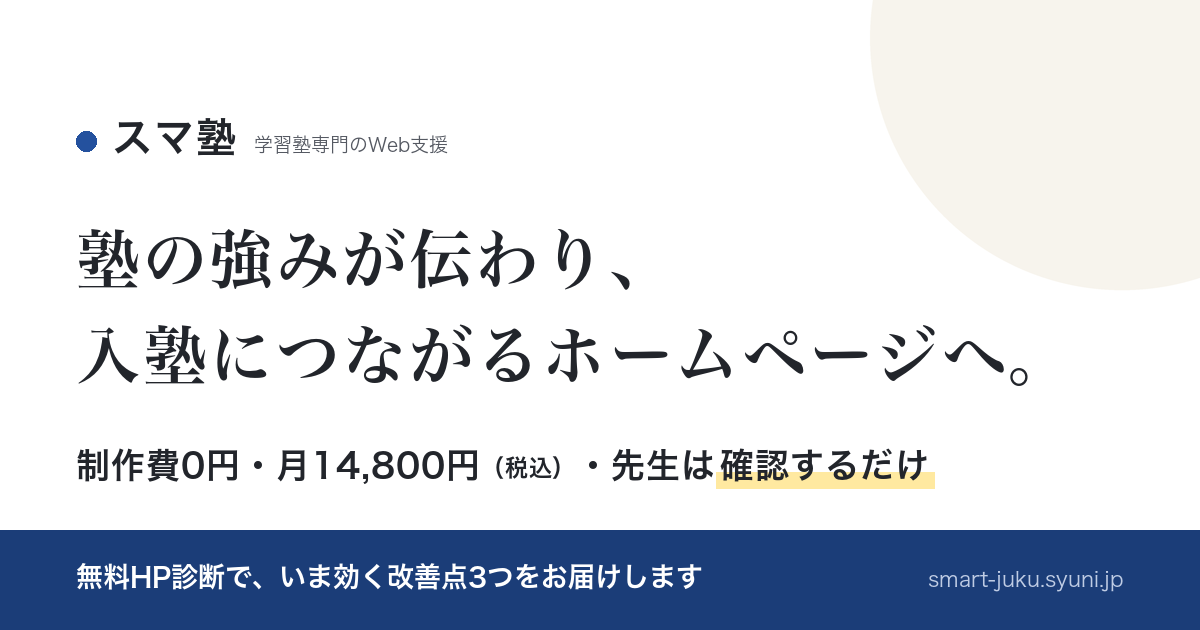 スマ塾 学習塾専門のWeb支援
塾の強みが伝わり、
入塾につながるホームページへ。
制作費0円・月14,800円（税込）・先生は確認するだけ
無料HP診断で、いま効く改善点3つをお届けします
smart-juku.syuni.jp